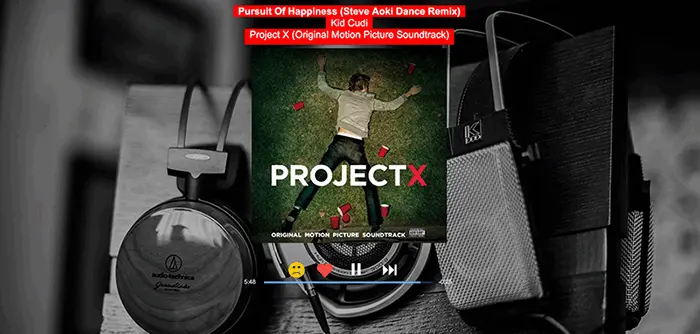 Pursuit Of Happiness (Steve Aoki Dance Remix)
Kid Cudi
Project X (Original Motion Picture Soundtrack)
PROJECT X
ORIGINAL MOTION PICTURE SOUNDTRACK
audio-technica
K
5:48